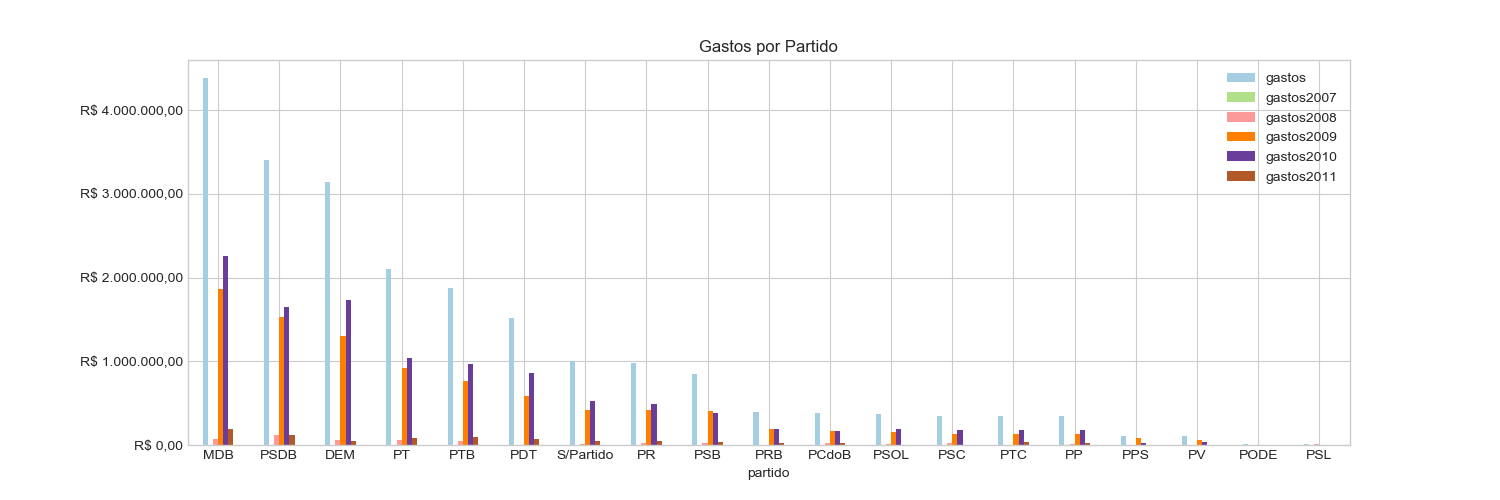 Gastos por Partido
gastos
gastos2007
gastos2008
gastos2009
gastos2010
gastos2011
R$ 4.000.000,00
R$ 3.000.000,00
R$ 2.000.000,00
R$ 1.000.000,00
R$ 0,00
MDB PSDB DEM PT PTB PDT S/Partido PR PSB PRB PCdoB PSOL PSC PTC PP PPS PV PODE PSL
partido